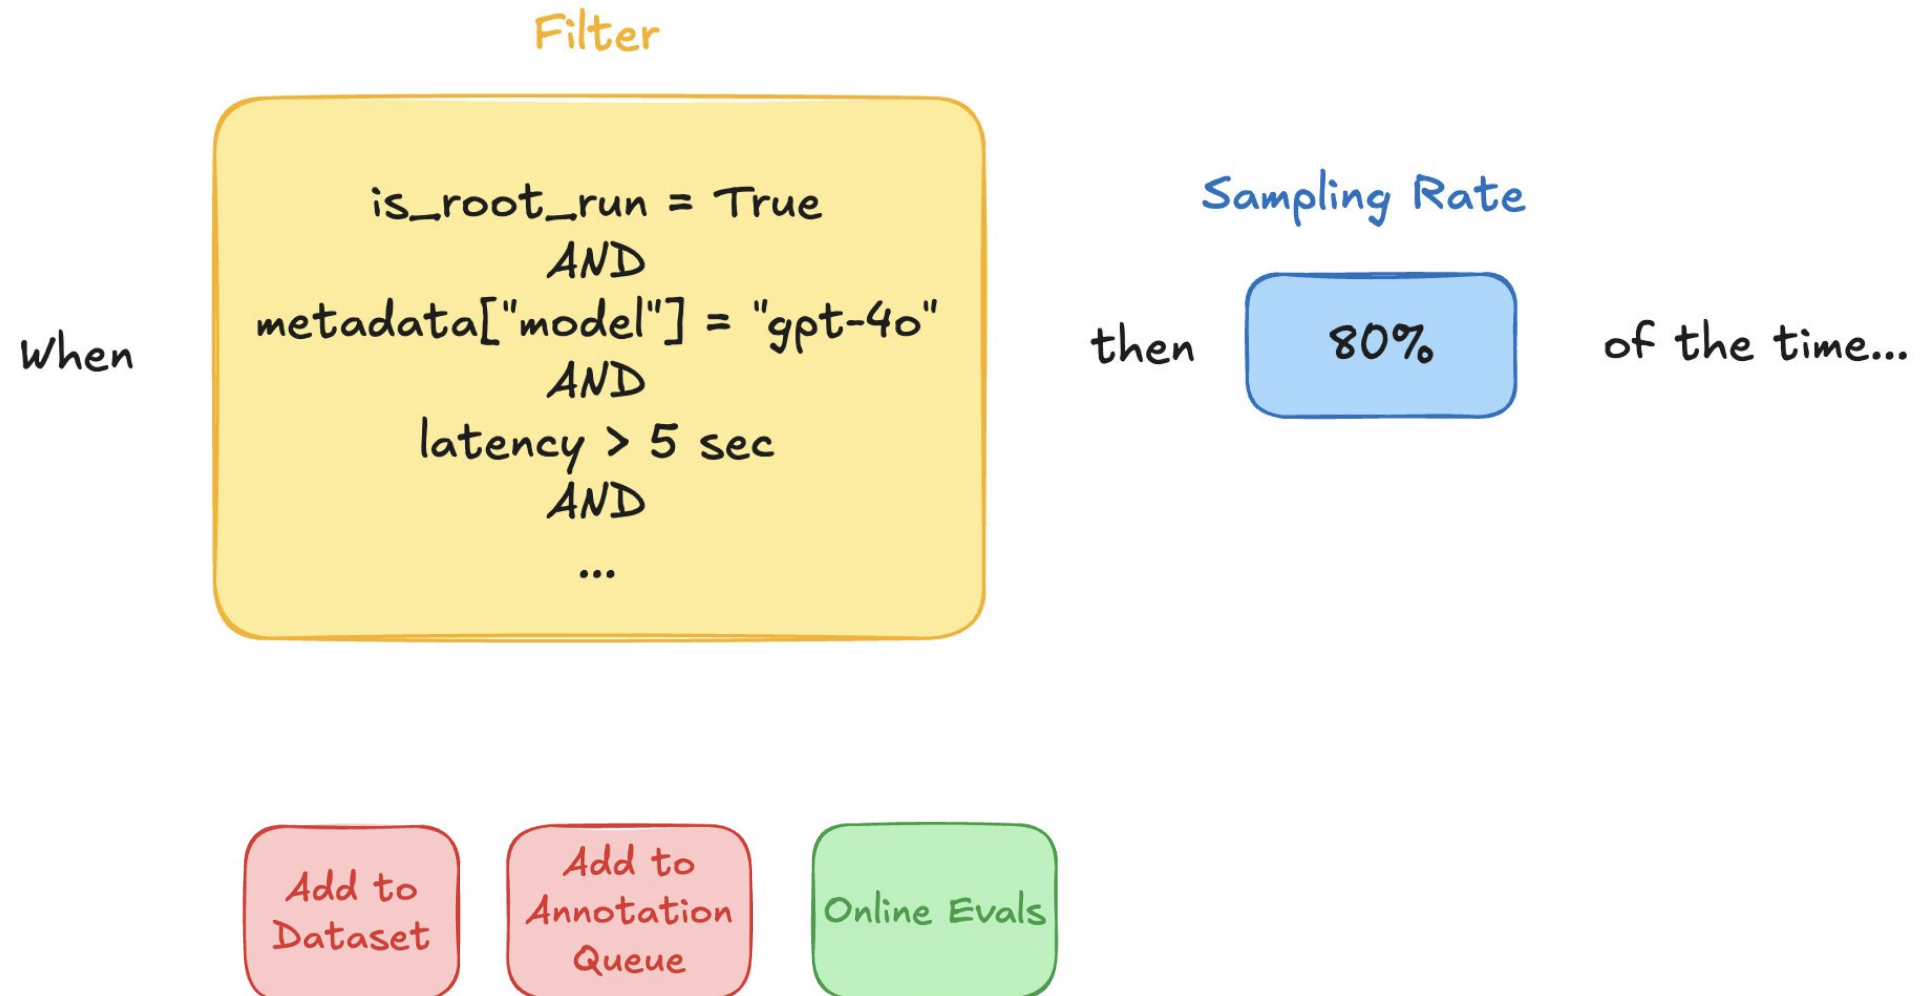 Filter
is_root_run = True
AND
metadata["model"] = "gpt-4o"
AND
latency > 5 sec
AND
...
When
Sampling Rate
then
80%
of the time...
Add to
Dataset
Add to
Annotation
Queue
Online Evals